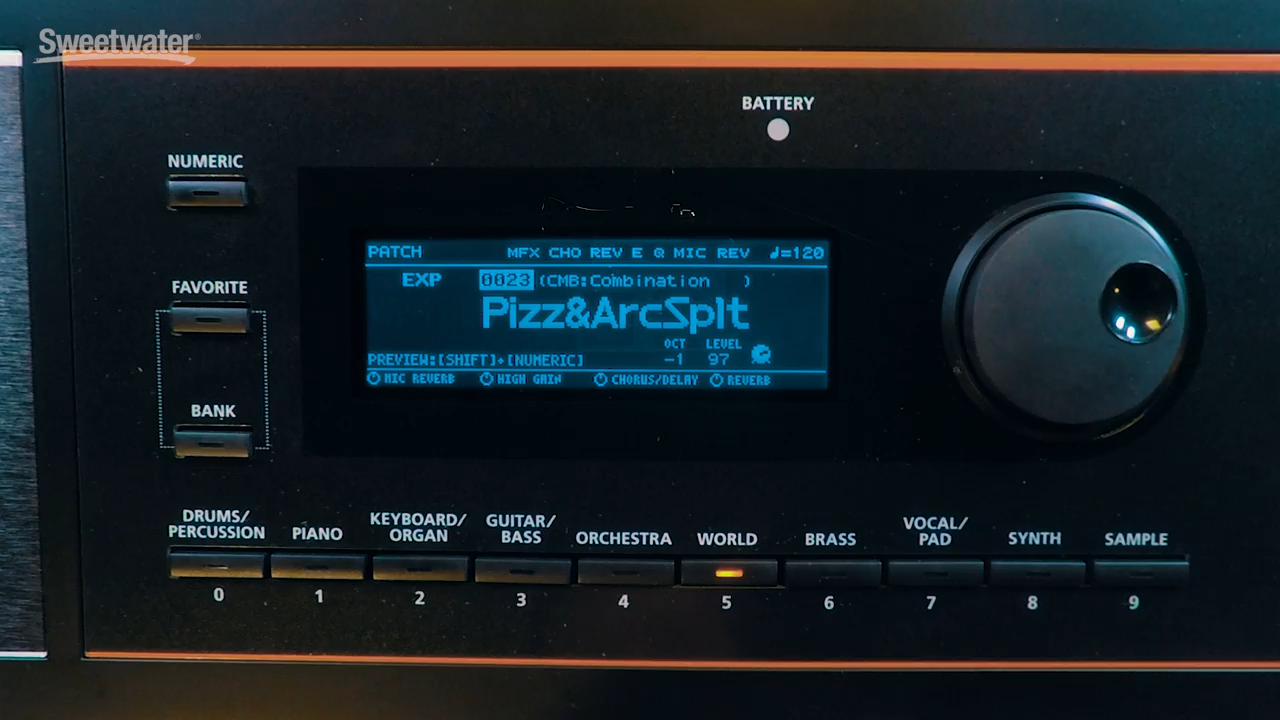 Sweetwater®
BATTERY
NUMERIC
PATCH MFX CHO REV E Q MIC REV ♩=120
EXP 0023 (CMB:Combination )
Pizz&ArcSplt
OCT LEVEL
PREVIEW:[SHIFT]+[NUMERIC] -1 97
MIC REVERB HIGH GAIN CHORUS/DELAY REVERB
FAVORITE
BANK
DRUMS/
PERCUSSION
PIANO
KEYBOARD/
ORGAN
GUITAR/
BASS
ORCHESTRA
WORLD
BRASS
VOCAL/
PAD
SYNTH
SAMPLE
0 1 2 3 4 5 6 7 8 9